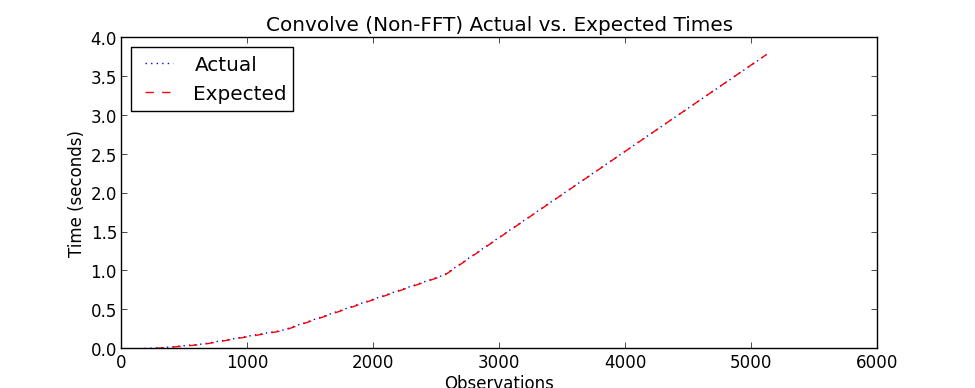 Convolve (Non-FFT) Actual vs. Expected Times
4.0
3.5
3.0
2.5
2.0
1.5
1.0
0.5
0.0
Time (seconds)
Actual
Expected
0 1000 2000 3000 4000 5000 6000
Observations